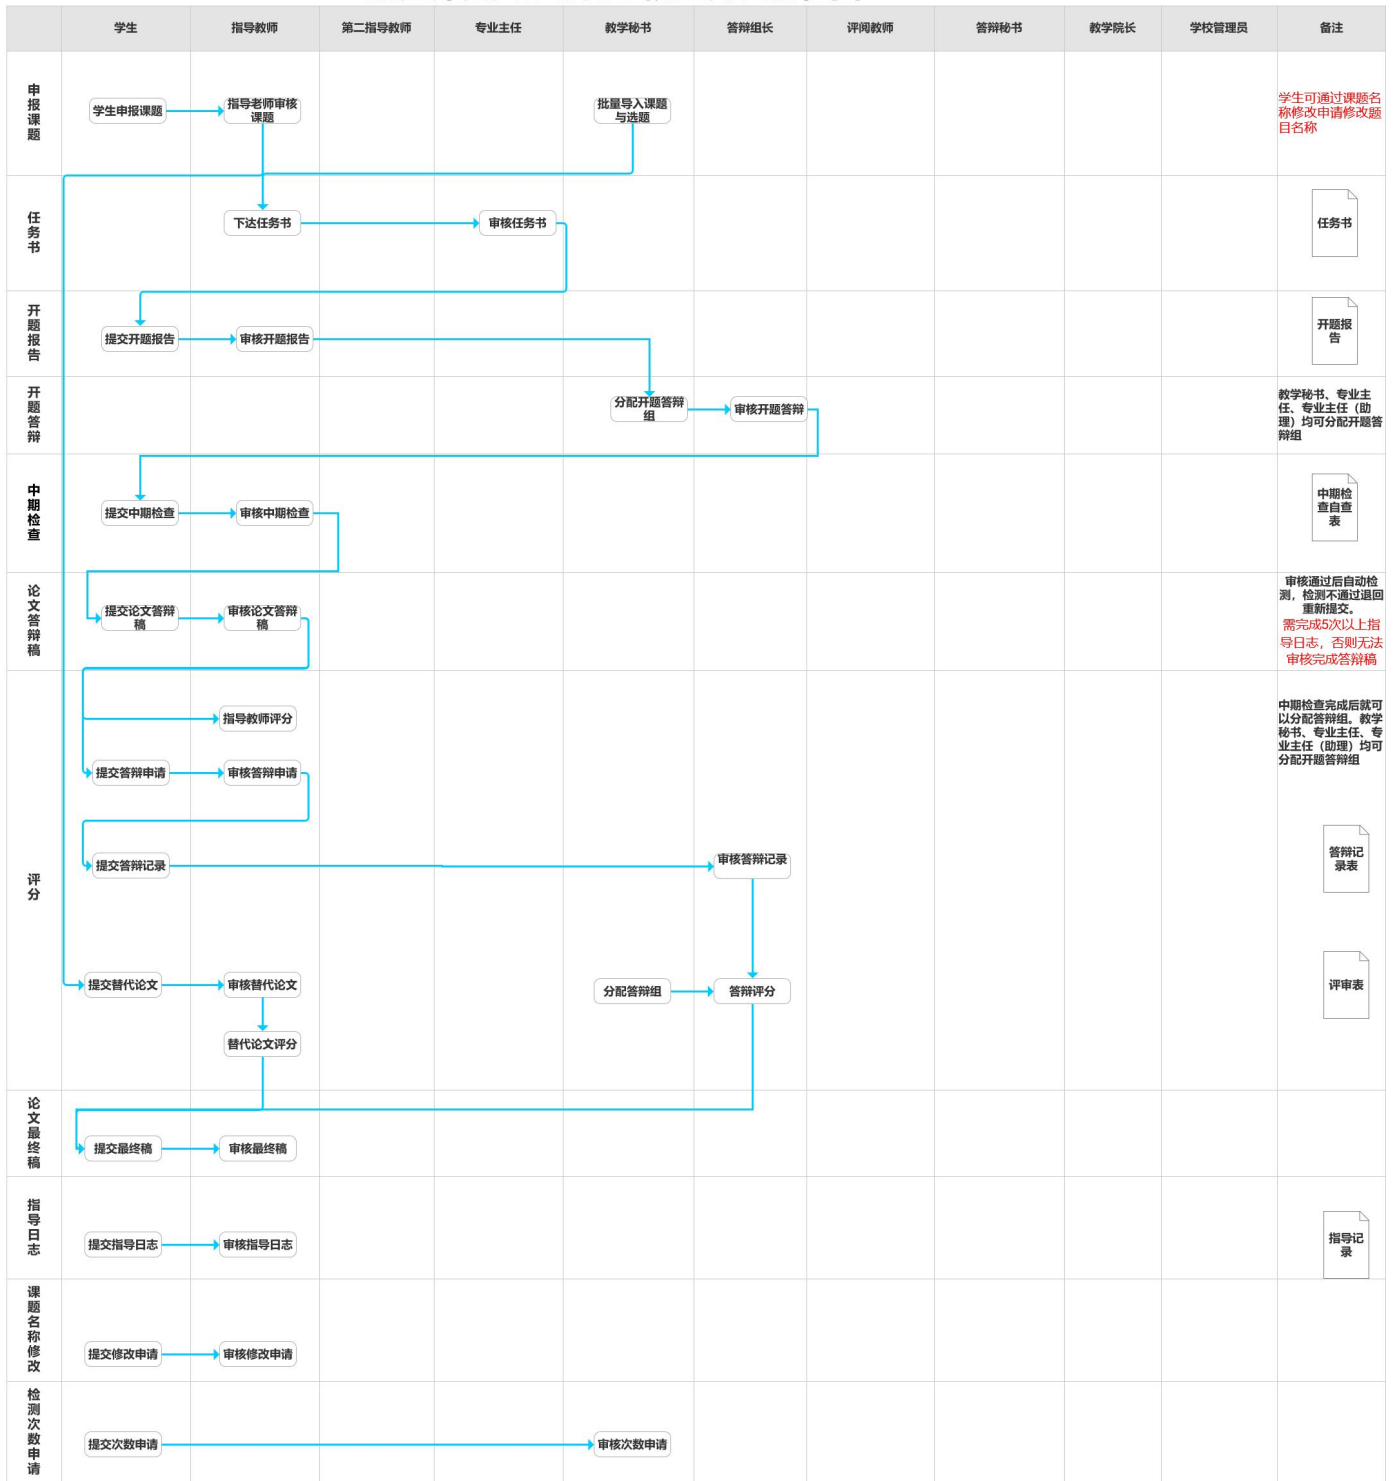 学生
指导教师
第二指导教师
专业主任
教学秘书
答辩组长
评阅教师
答辩秘书
教学院长
学校管理员
备注
申报课题
学生申报课题
指导老师审核
课题
批量导入课题
与选题
学生可通过课题名
称修改申请修改题
目名称
任务书
下达任务书
审核任务书
任务书
开题报告
提交开题报告
审核开题报告
开题报
告
开题答辩
分配开题答辩
组
审核开题答辩
教学秘书、专业主
任、专业主任（助
理）均可分配开题答
辩组
中期检查
提交中期检查
审核中期检查
中期检
查自查
表
论文答辩稿
提交论文答辩
稿
审核论文答辩
稿
审核通过后自动检
测，检测不通过退回
重新提交。
需完成5次以上指
导日志，否则无法
审核完成答辩稿
评分
指导教师评分
中期检查完成后就可
以分配答辩组。教学
秘书、专业主任、专
业主任（助理）均可
分配开题答辩组
提交答辩申请
审核答辩申请
提交答辩记录
审核答辩记录
答辩记
录表
提交替代论文
审核替代论文
分配答辩组
答辩评分
评审表
替代论文评分
论文最终稿
提交最终稿
审核最终稿
指导日志
提交指导日志
审核指导日志
指导记
录
课题名称修改
提交修改申请
审核修改申请
检测次数申请
提交次数申请
审核次数申请